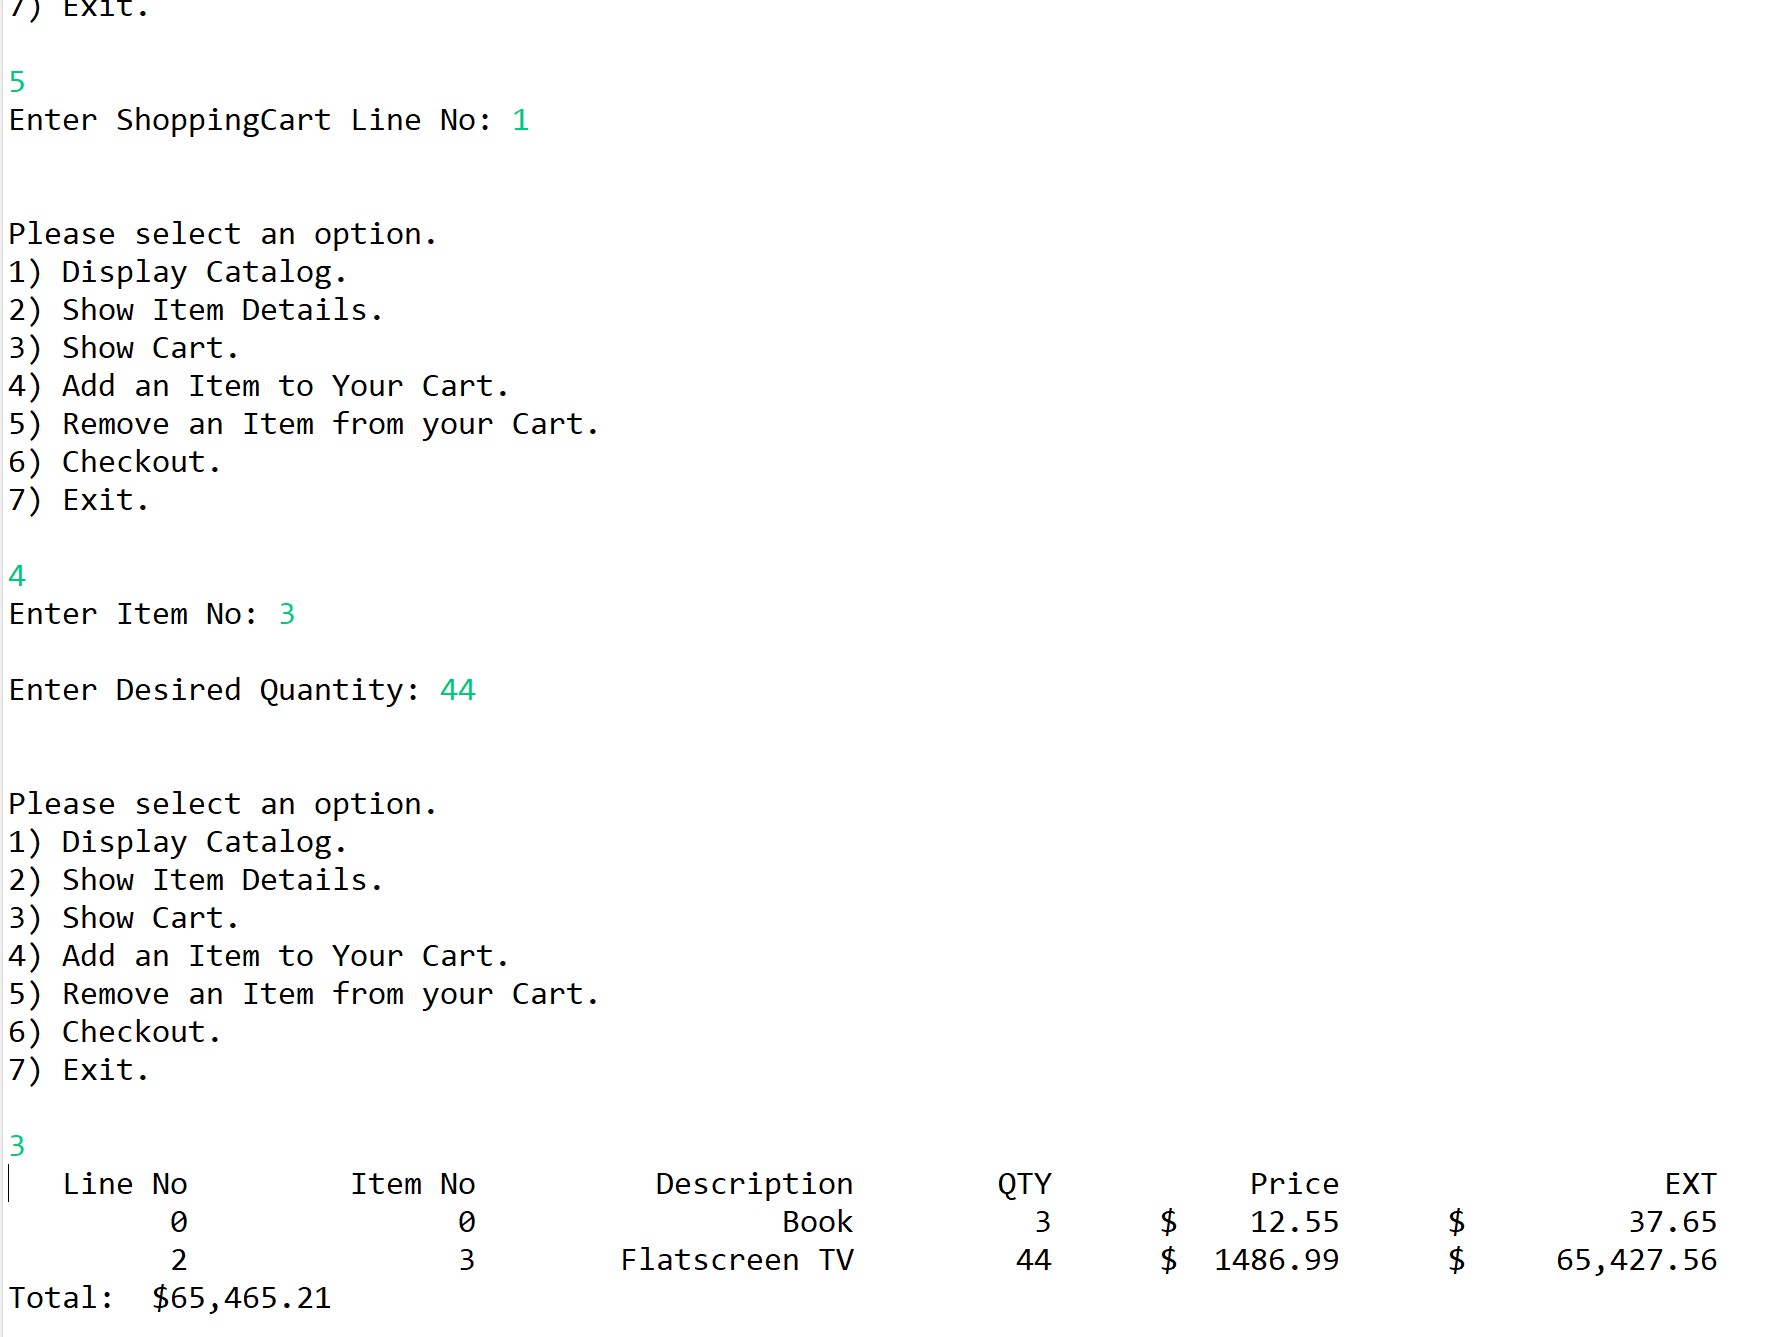 7) Exit.
5
Enter ShoppingCart Line No: 1
Please select an option.
1) Display Catalog.
2) Show Item Details.
3) Show Cart.
4) Add an Item to Your Cart.
5) Remove an Item from your Cart.
6) Checkout.
7) Exit.
4
Enter Item No: 3
Enter Desired Quantity: 44
Please select an option.
1) Display Catalog.
2) Show Item Details.
3) Show Cart.
4) Add an Item to Your Cart.
5) Remove an Item from your Cart.
6) Checkout.
7) Exit.
3
Line No Item No Description QTY Price EXT
0 0 Book 3 $ 12.55 $ 37.65
2 3 Flatscreen TV 44 $ 1486.99 $ 65,427.56
Total: $65,465.21